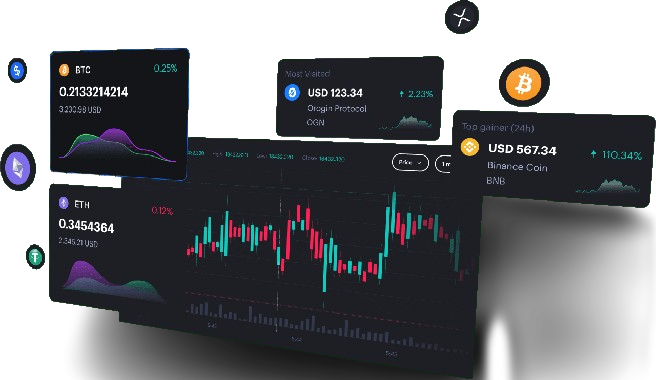 BTC
0.25%
0.2133214214
3,230.98 USD
Most Visited
USD 123.34
2.23%
Orogin Protocol
OGN
Top gainer (24h)
USD 567.34
110.34%
Binance Coin
BNB
Price
ETH
0.12%
0.3454364
2,345.21 USD